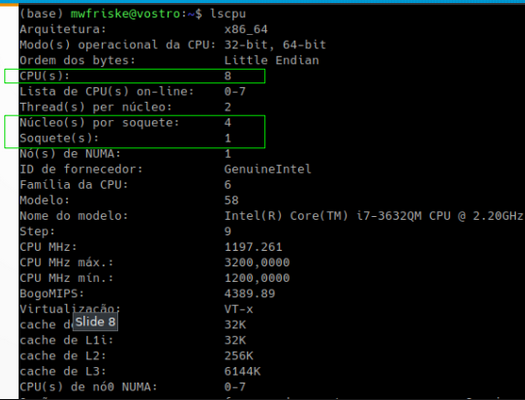 (base) mwfriske@vostro:~$ lscpu
Arquitetura: x86_64
Modo(s) operacional da CPU: 32-bit, 64-bit
Ordem dos bytes: Little Endian
CPU(s): 8
Lista de CPU(s) on-line: 0-7
Thread(s) per núcleo: 2
Núcleo(s) por soquete: 4
Soquete(s): 1
Nó(s) de NUMA: 1
ID de fornecedor: GenuineIntel
Família da CPU: 6
Modelo: 58
Nome do modelo: Intel(R) Core(TM) i7-3632QM CPU @ 2.20GHz
Step: 9
CPU MHz: 1197.261
CPU MHz máx.: 3200,0000
CPU MHz mín.: 1200,0000
BogoMIPS: 4389.89
Virtualização: VT-x
cache de 32K
Slide 8
cache de L1i: 32K
cache de L2: 256K
cache de L3: 6144K
CPU(s) de nó0 NUMA: 0-7